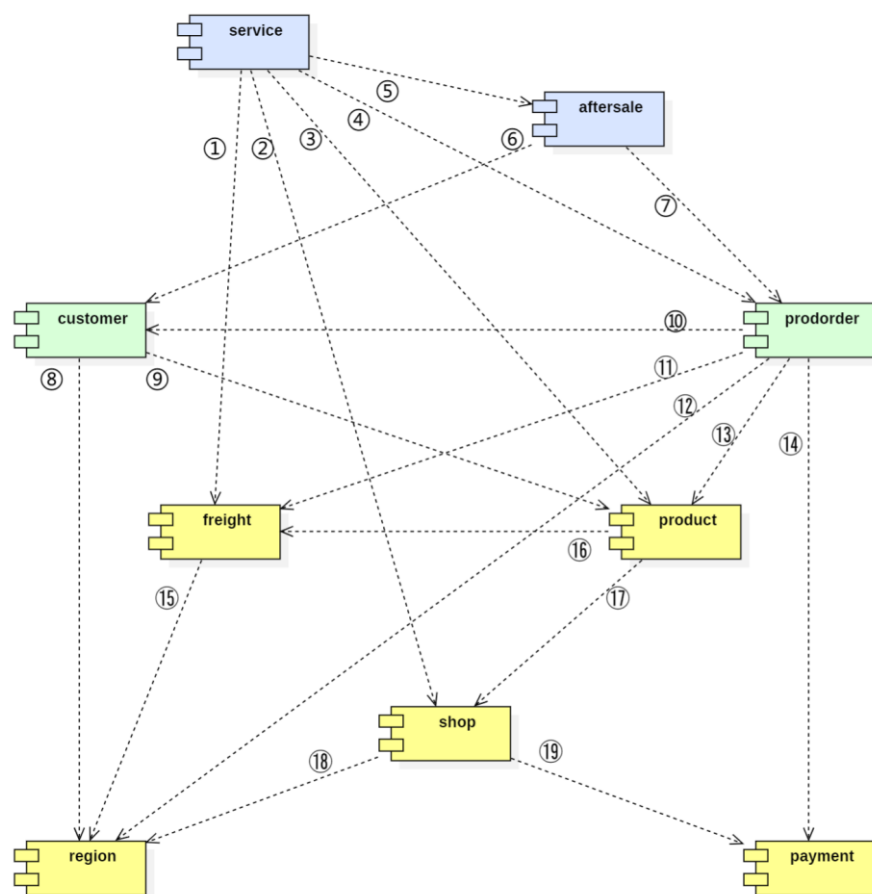 service
⑤
aftersale
④
③
⑥
①
②
⑦
customer
⑩
prodorder
⑧
⑨
⑪
⑫
⑬
⑭
freight
product
⑯
⑮
⑰
shop
⑱
⑲
region
payment